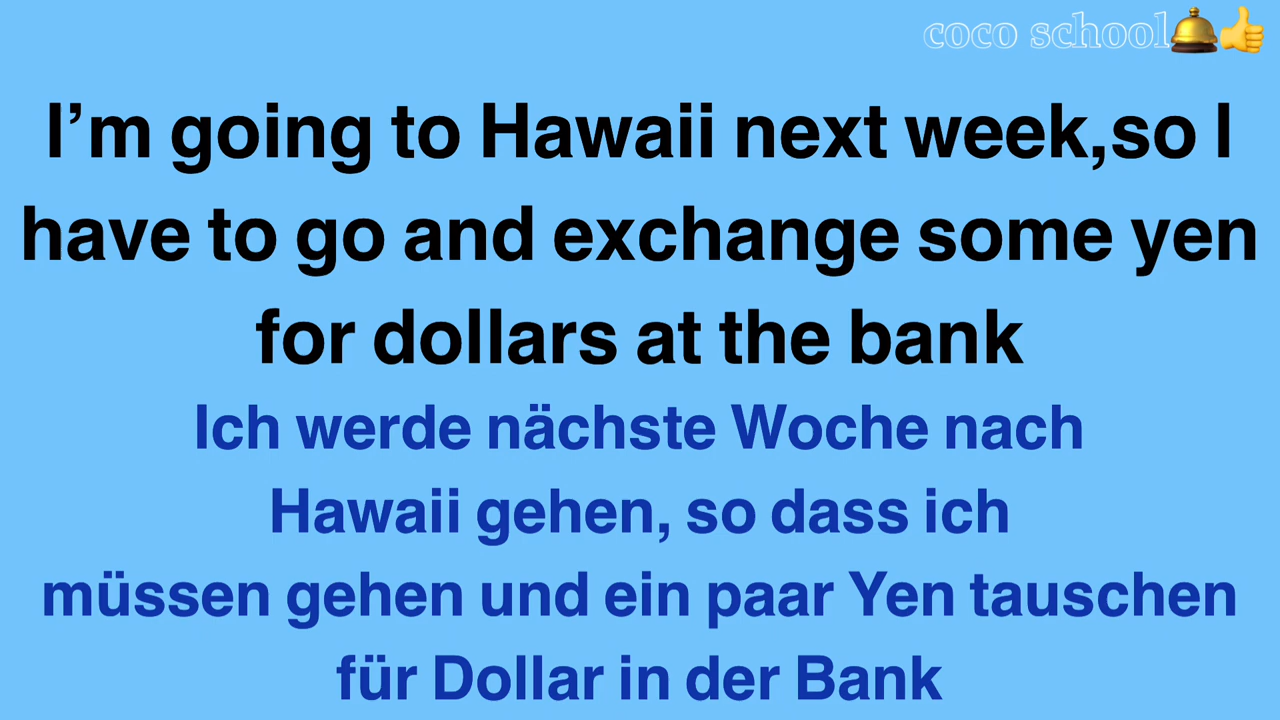 coco school🛎👍
I’m going to Hawaii next week,so I
have to go and exchange some yen
for dollars at the bank
Ich werde nächste Woche nach
Hawaii gehen, so dass ich
müssen gehen und ein paar Yen tauschen
für Dollar in der Bank